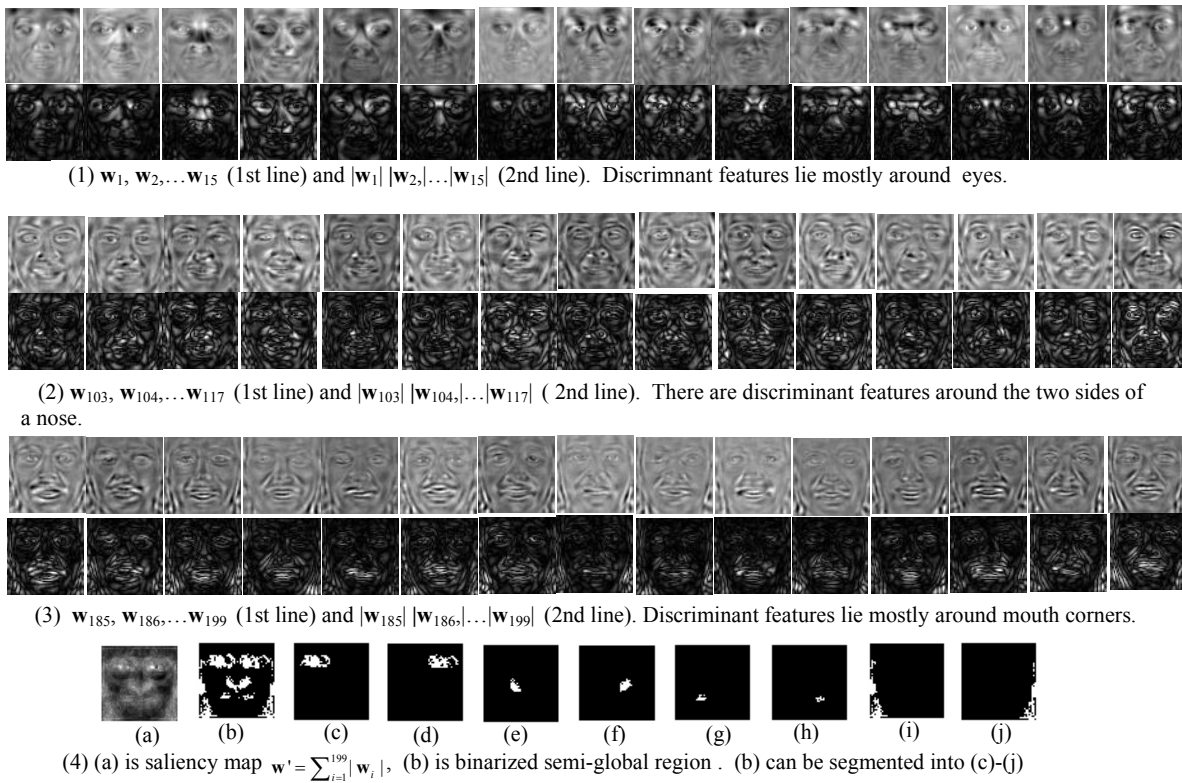 (1) w1, w2,…w15 (1st line) and |w1| |w2,|…|w15| (2nd line). Discrimnant features lie mostly around eyes.
(2) w103, w104,…w117 (1st line) and |w103| |w104,|…|w117| ( 2nd line). There are discriminant features around the two sides of
a nose.
(3) w185, w186,…w199 (1st line) and |w185| |w186,|…|w199| (2nd line). Discriminant features lie mostly around mouth corners.
(a) (b) (c) (d) (e) (f) (g) (h) (i) (j)
(4) (a) is saliency map w'=∑_{i=1}^{199}|w_i|, (b) is binarized semi-global region . (b) can be segmented into (c)-(j)